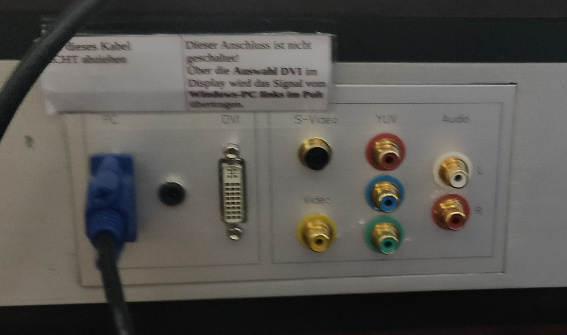 dieses Kabel
NICHT abziehen
Dieser Anschluss ist nicht
geschaltet!
Über die Auswahl DVI im
Display wird das Signal vom
Windows-PC links im Pult
übertragen.
PC
DVI
S-Video
YUV
Audio
L
Video
R